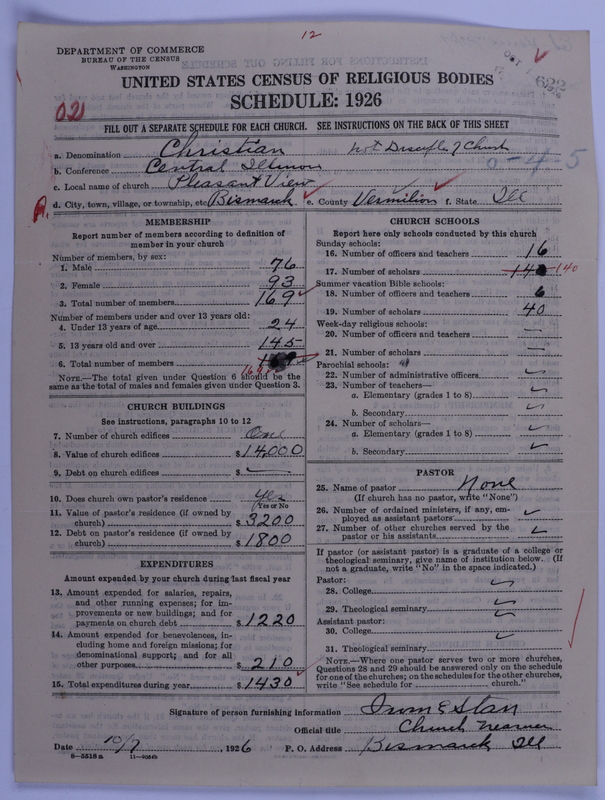 12
DEPARTMENT OF COMMERCE
BUREAU OF THE CENSUS
WASHINGTON
UNITED STATES CENSUS OF RELIGIOUS BODIES
SCHEDULE: 1926
021
622
FILL OUT A SEPARATE SCHEDULE FOR EACH CHURCH. SEE INSTRUCTIONS ON THE BACK OF THIS SHEET
a. Denomination Christian not Disciples of Church
b. Conference Central Illinois 0-4-5
c. Local name of church Pleasant View
d. City, town, village, or township, etc Bismarck e. County Vermilion f. State Ill
MEMBERSHIP
Report number of members according to definition of member in your church
Number of members, by sex:
1. Male 76
2. Female 93
3. Total number of members 169
Number of members under and over 13 years old:
4. Under 13 years of age 24
5. 13 years old and over 145
6. Total number of members 169
NOTE.—The total given under Question 6 should be the
same as the total of males and females given under Question 3.
CHURCH BUILDINGS
See instructions, paragraphs 10 to 12
7. Number of church edifices One
8. Value of church edifices $14000
9. Debt on church edifices $
10. Does church own pastor's residence Yes
Yes or No
11. Value of pastor's residence (if owned by
church) $3200
12. Debt on pastor's residence (if owned by
church) $1800
EXPENDITURES
Amount expended by your church during last fiscal year
13. Amount expended for salaries, repairs,
and other running expenses; for im-
provements or new buildings; and for
payments on church debt $1220
14. Amount expended for benevolences, in-
cluding home and foreign missions; for
denominational support; and for all
other purposes $210
15. Total expenditures during year $1430
CHURCH SCHOOLS
Report here only schools conducted by this church
Sunday schools:
16. Number of officers and teachers 16
17. Number of scholars 140
Summer vacation Bible schools:
18. Number of officers and teachers 6
19. Number of scholars 40
Week-day religious schools:
20. Number of officers and teachers
21. Number of scholars
Parochial schools:
22. Number of administrative officers
23. Number of teachers—
a. Elementary (grades 1 to 8)
b. Secondary
24. Number of scholars—
a. Elementary (grades 1 to 8)
b. Secondary
PASTOR
25. Name of pastor None
(If church has no pastor, write "None")
26. Number of ordained ministers, if any, em-
ployed as assistant pastors
27. Number of other churches served by the
pastor or his assistants
If pastor (or assistant pastor) is a graduate of a college or
theological seminary, give name of institution below. (If
not a graduate, write "No" in the space indicated.)
Pastor:
28. College
29. Theological seminary
Assistant pastor:
30. College
31. Theological seminary
NOTE.—Where one pastor serves two or more churches,
Questions 28 and 29 should be answered only on the schedule
for one of the churches; on the schedules for the other churches,
write "See schedule for church."
Signature of person furnishing information
Official title Church Treasurer
Date 10/7, 1926 P. O. Address Bismarck Ill
8—5518a 11—9054b